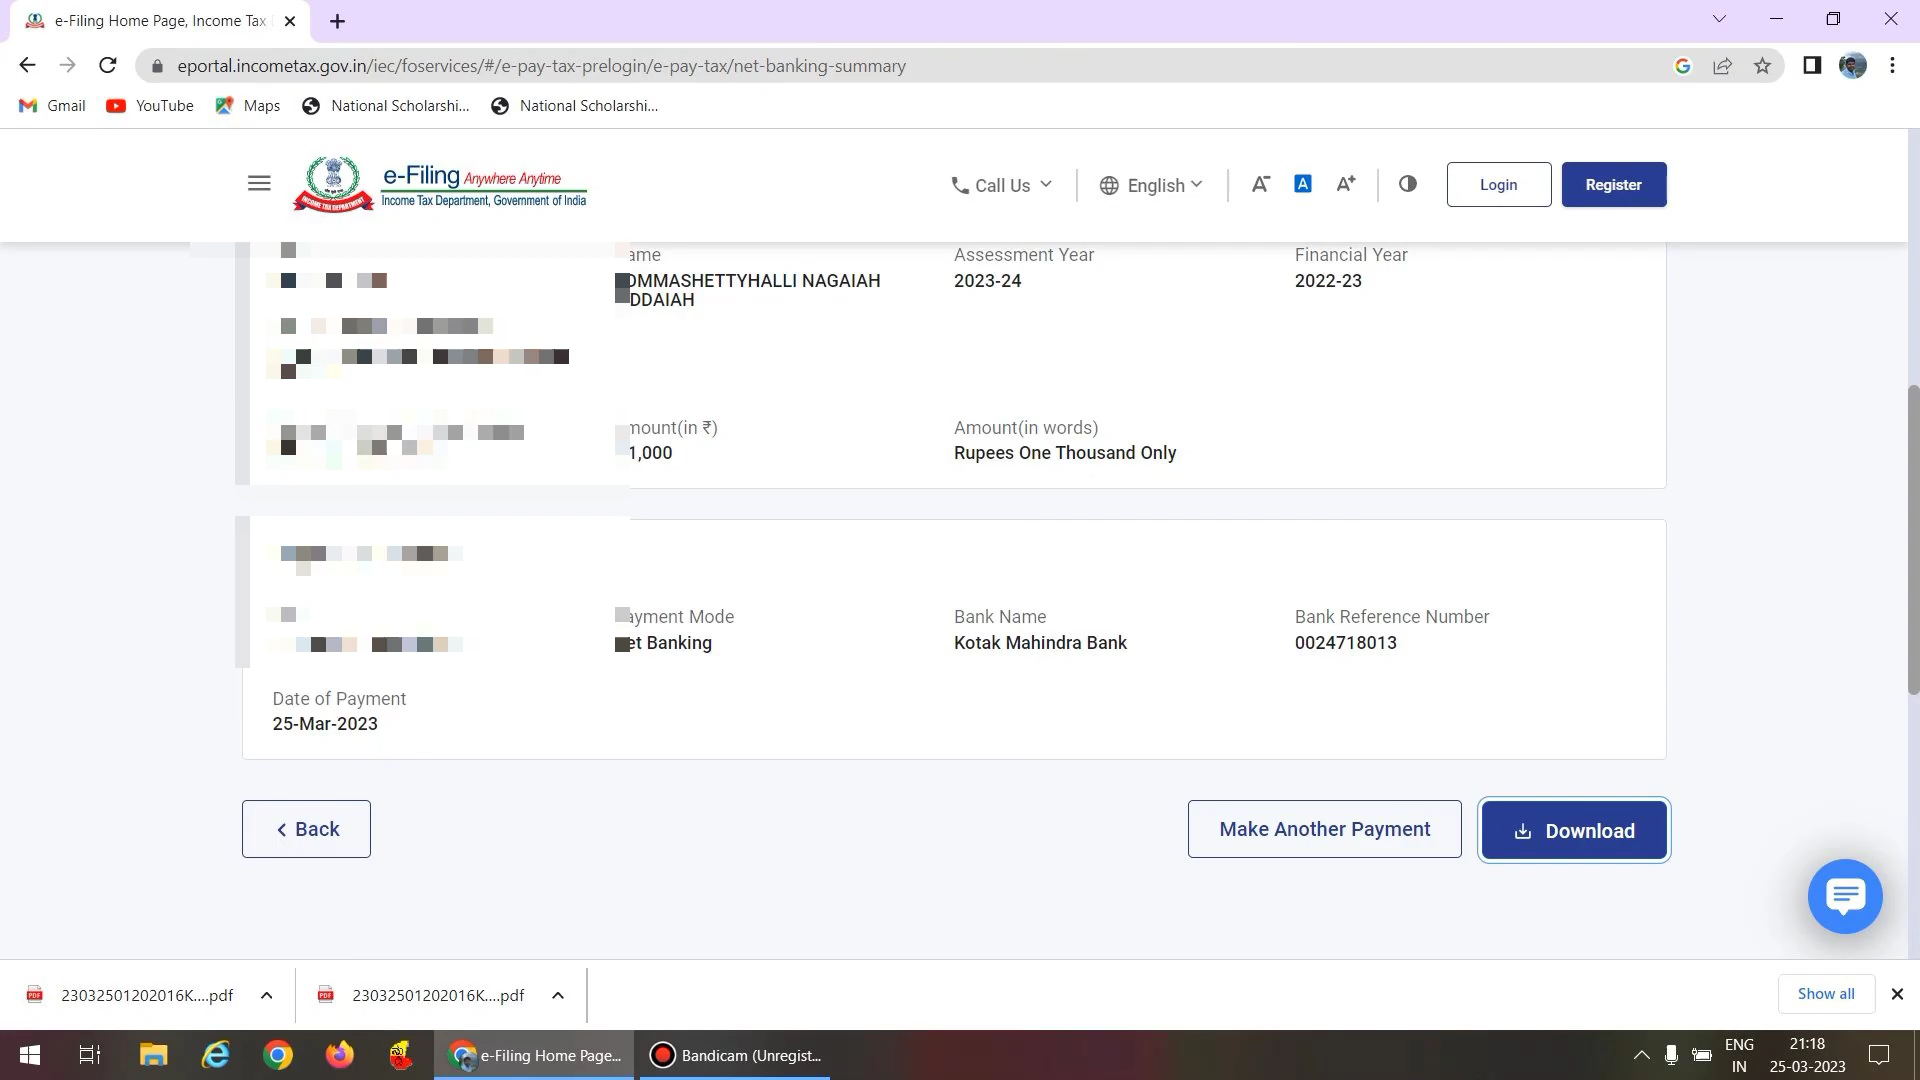 e-Filing Home Page, Income Tax
eportal.incometax.gov.in/iec/foservices/#/e-pay-tax-prelogin/e-pay-tax/net-banking-summary
Gmail YouTube Maps National Scholarshi... National Scholarshi...
e-Filing Anywhere Anytime
Income Tax Department, Government of India
INCOME TAX DEPARTMENT
Call Us English A- A A+ Login Register
ame Assessment Year Financial Year
OMMASHETTYHALLI NAGAIAH 2023-24 2022-23
DDAIAH
mount(in ₹) Amount(in words)
1,000 Rupees One Thousand Only
ayment Mode Bank Name Bank Reference Number
et Banking Kotak Mahindra Bank 0024718013
Date of Payment
25-Mar-2023
Back Make Another Payment Download
23032501202016K....pdf 23032501202016K....pdf Show all
e-Filing Home Page... Bandicam (Unregist...
ENG 21:18
IN 25-03-2023